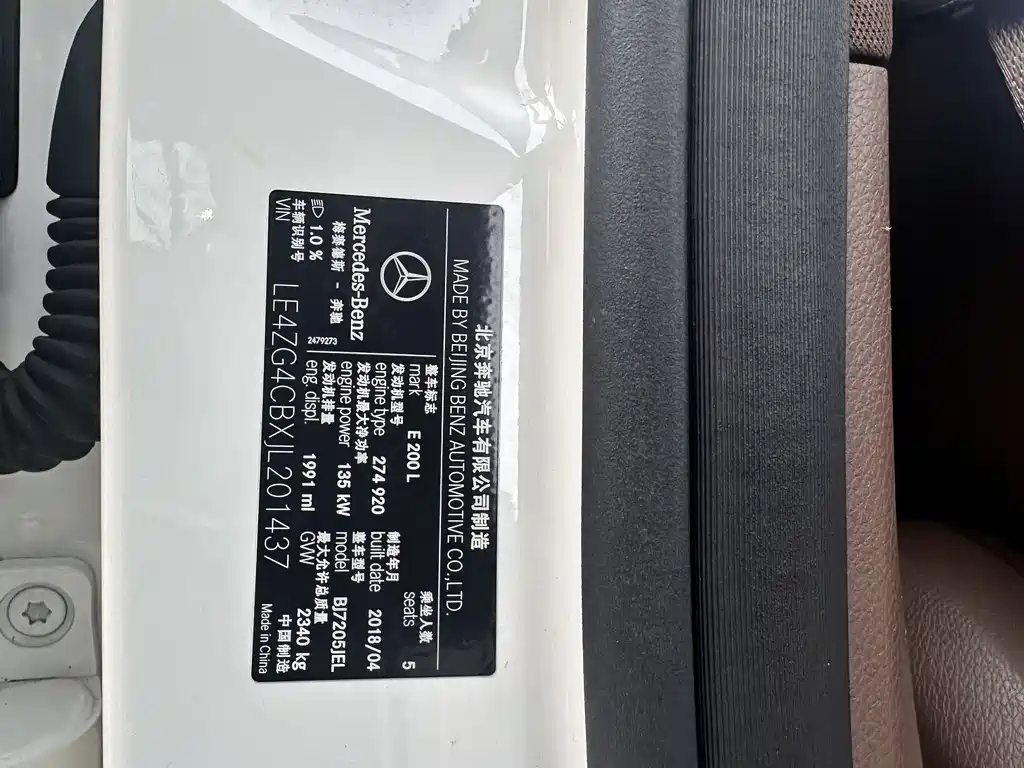 北京奔驰汽车有限公司制造
MADE BY BEIJING BENZ AUTOMOTIVE CO.,LTD.
Mercedes-Benz
梅赛德斯 - 奔驰
1.0 %
2479273
整车标志
mark E 200 L
乘坐人数
seats 5
发动机型号
engine type 274 920
制造年月
built date 2018/04
发动机最大净功率
engine power 135 kW
整车型号
model BJ7205JEL
发动机排量
eng. displ. 1991 ml
最大允许总质量
GVW 2340 kg
车辆识别号
VIN LE4ZG4CBXJL201437
中国制造
Made in China